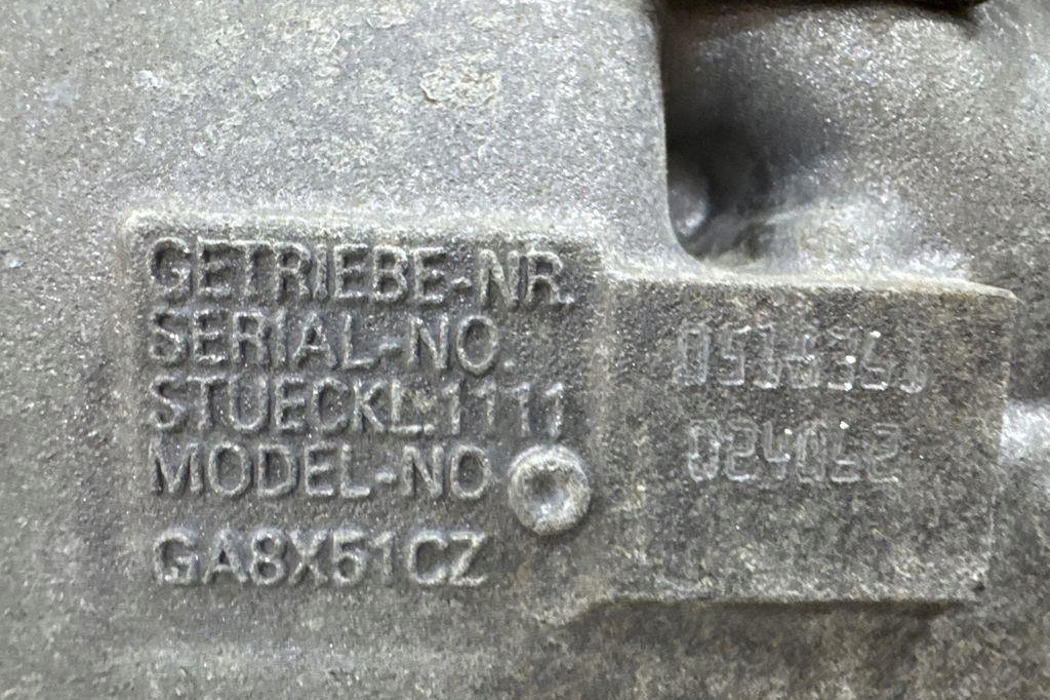 GETRIEBE-NR.
SERIAL-NO.
STUECKL.1111
MODEL-NO
GA8X51CZ
024062